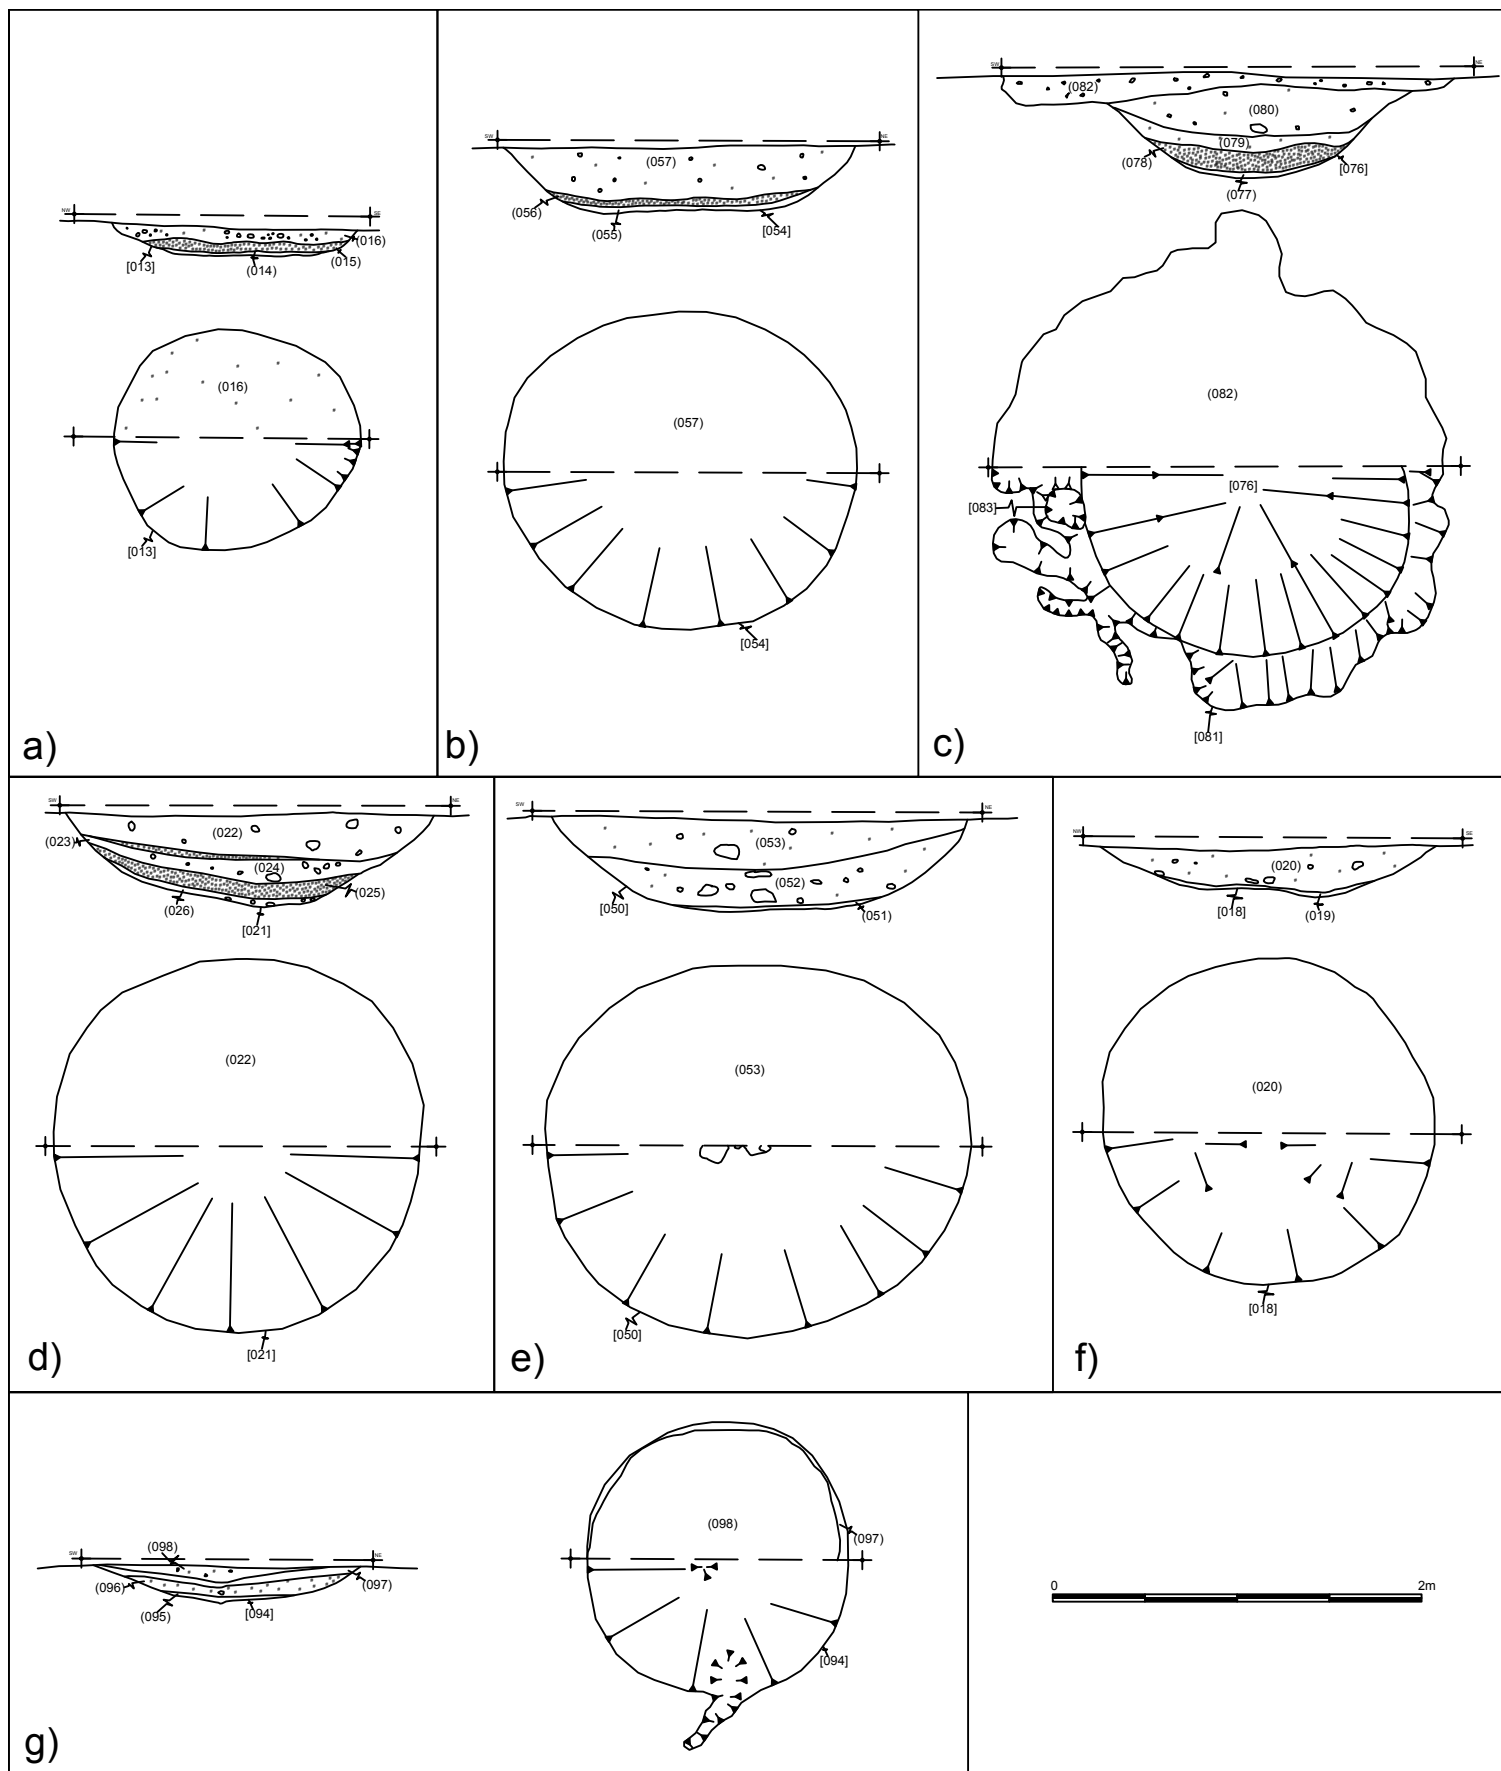 NW
SE
(016)
[013]
(014)
(015)
(016)
[013]
a)
SW
NE
(057)
(056)
(055)
[054]
(057)
[054]
b)
SW
NE
(082)
(080)
(079)
(078)
[076]
(077)
(082)
[076]
[083]
[081]
c)
SW
NE
(022)
(023)
(024)
(025)
(026)
[021]
(022)
[021]
d)
SW
NE
(053)
(052)
[050]
(051)
(053)
[050]
e)
NW
SE
(020)
[018]
(019)
(020)
[018]
f)
SW
NE
(098)
(096)
(097)
(095)
[094]
(098)
(097)
[094]
g)
0 2m